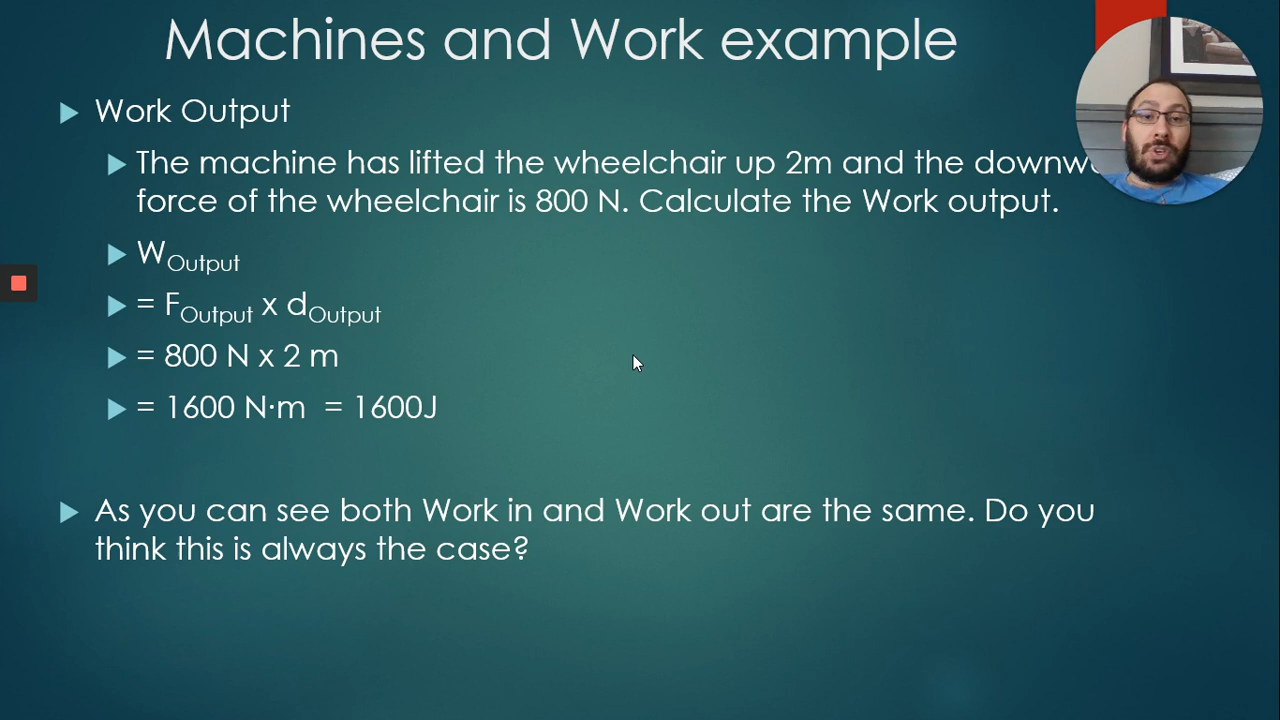 Machines and Work example
Work Output
The machine has lifted the wheelchair up 2m and the
force of the wheelchair is 800 N. Calculate the Work output.
WOutput
= FOutput x dOutput
= 800 N x 2 m
= 1600 N·m = 1600J
As you can see both Work in and Work out are the same. Do you
think this is always the case?